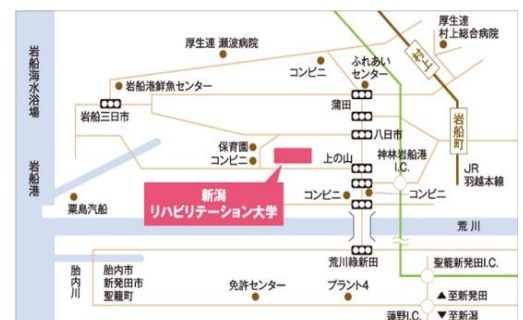 厚生連
村上総合病院
厚生連 瀬波病院
村上
コンビニ
ふれあい
センター
岩船港鮮魚センター
岩船海水浴場
岩船三日市
蒲田
岩船町
八日市
保育園
コンビニ
上の山
神林岩船港
I.C.
岩船港
JR
羽越本線
新潟
リハビリテーション大学
コンビニ
コンビニ
粟島汽船
荒川
荒川綠新田
聖籠新発田I.C.
胎内川
胎内市
新発田市
聖籠町
免許センター
プラント4
▲至新発田
蓮野I.C.
▼至新潟